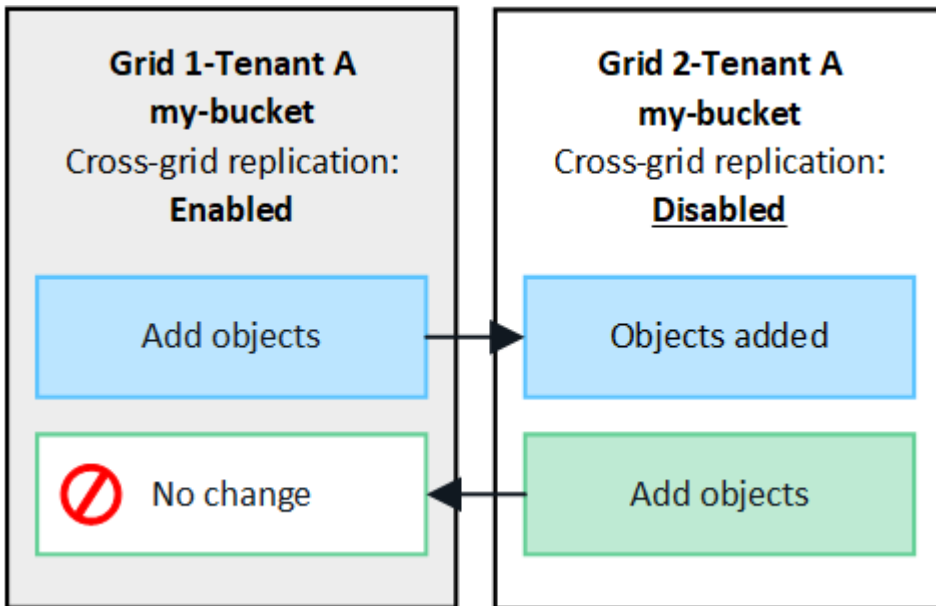 Grid 1-Tenant A
my-bucket
Cross-grid replication:
Enabled
Add objects
No change
Grid 2-Tenant A
my-bucket
Cross-grid replication:
Disabled
Objects added
Add objects